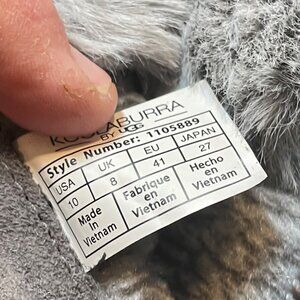 KOOLABURRA
BY UGG
Style Number: 1105889
USA UK EU JAPAN
10 8 41 27
Made in Vietnam
Fabrique en Vietnam
Hecho en Vietnam